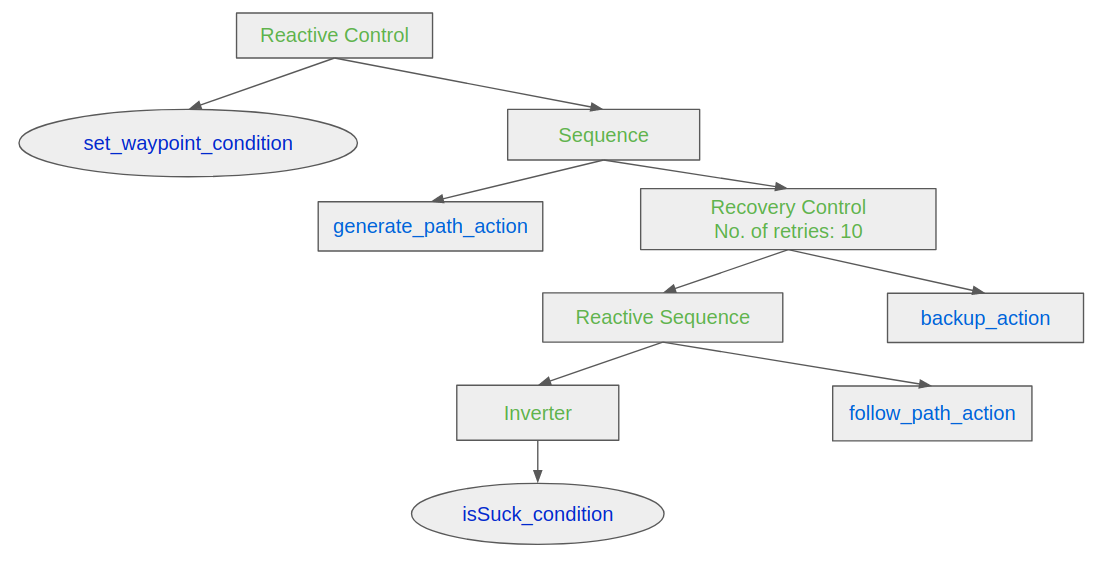 Reactive Control
set_waypoint_condition
Sequence
generate_path_action
Recovery Control
No. of retries: 10
Reactive Sequence
backup_action
Inverter
follow_path_action
isSuck_condition